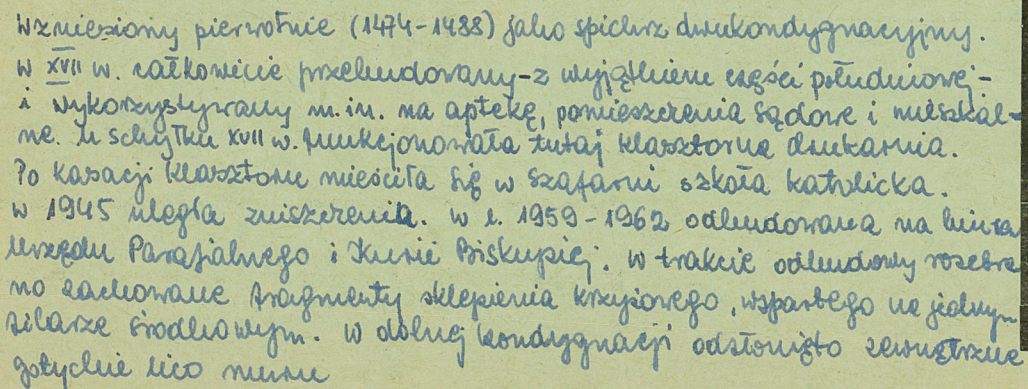 Wzniesiony pierwotnie (1474-1488) jako spichrz dwukondygnacyjny.
w XVII w. całkowicie przebudowany - z wyjątkiem części południowej -
i wykorzystywany m.in. na aptekę, pomieszczenia sądowe i mieszkal-
ne. U schyłku XVII w. funkcjonowała tutaj klasztorna drukarnia.
Po kasacji klasztoru mieściła się w szafarni szkoła katolicka.
w 1945 uległa zniszczeniu. w l. 1959-1962 odbudowana na biura
Urzędu Parafialnego i Kurii Biskupiej. w trakcie odbudowy rozebra
no zachowane fragmenty sklepienia krzyżowego, wspartego na jednym
filarze środkowym. w dolnej kondygnacji odsłonięto zewnętrzne
gotyckie lico muru